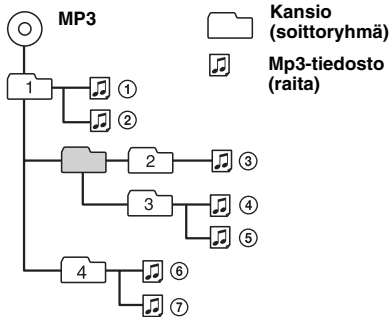 MP3
Kansio
(soittoryhmä)
Mp3-tiedosto
(raita)
1
①
②
2
③
3
④
⑤
4
⑥
⑦